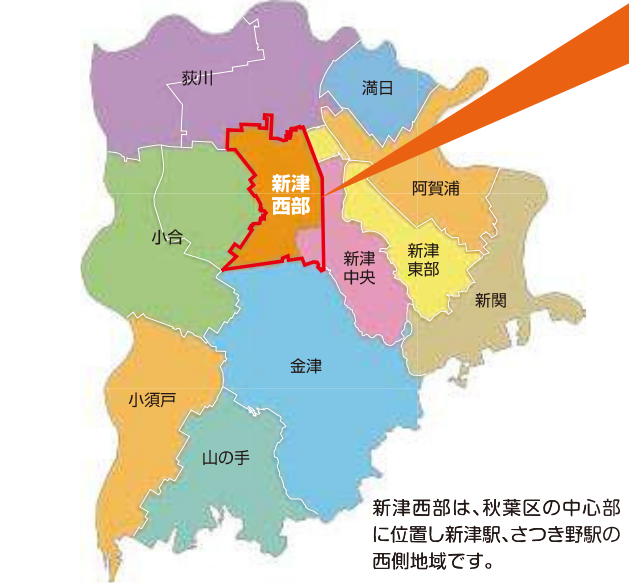 荻川
満日
新津
西部
阿賀浦
小合
新津
東部
新津
中央
新関
金津
小須戸
山の手
新津西部は、秋葉区の中心部
に位置し新津駅、さつき野駅の
西側地域です。